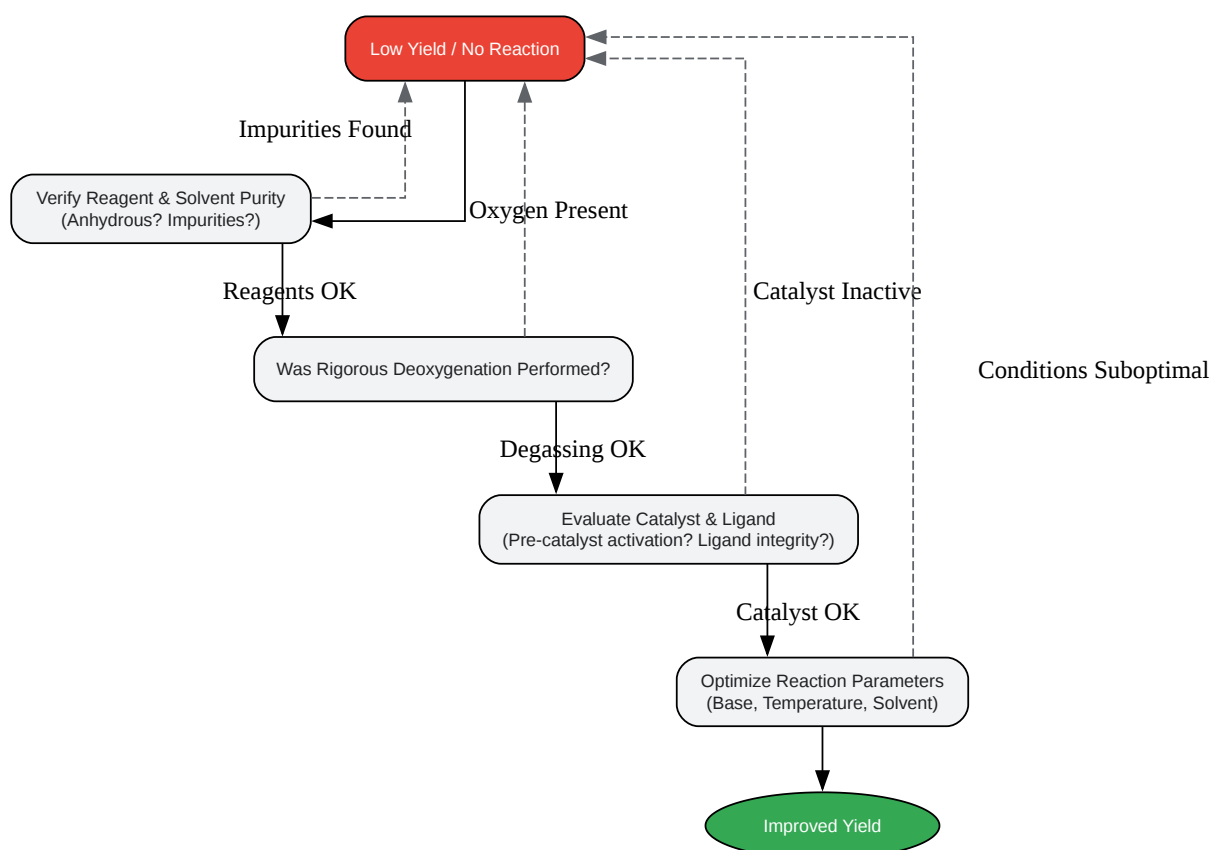 Low Yield / No Reaction
Impurities Found
Verify Reagent & Solvent Purity
(Anhydrous? Impurities?)
Oxygen Present
Reagents OK
Catalyst Inactive
Was Rigorous Deoxygenation Performed?
Conditions Suboptimal
Degassing OK
Evaluate Catalyst & Ligand
(Pre-catalyst activation? Ligand integrity?)
Catalyst OK
Optimize Reaction Parameters
(Base, Temperature, Solvent)
Improved Yield